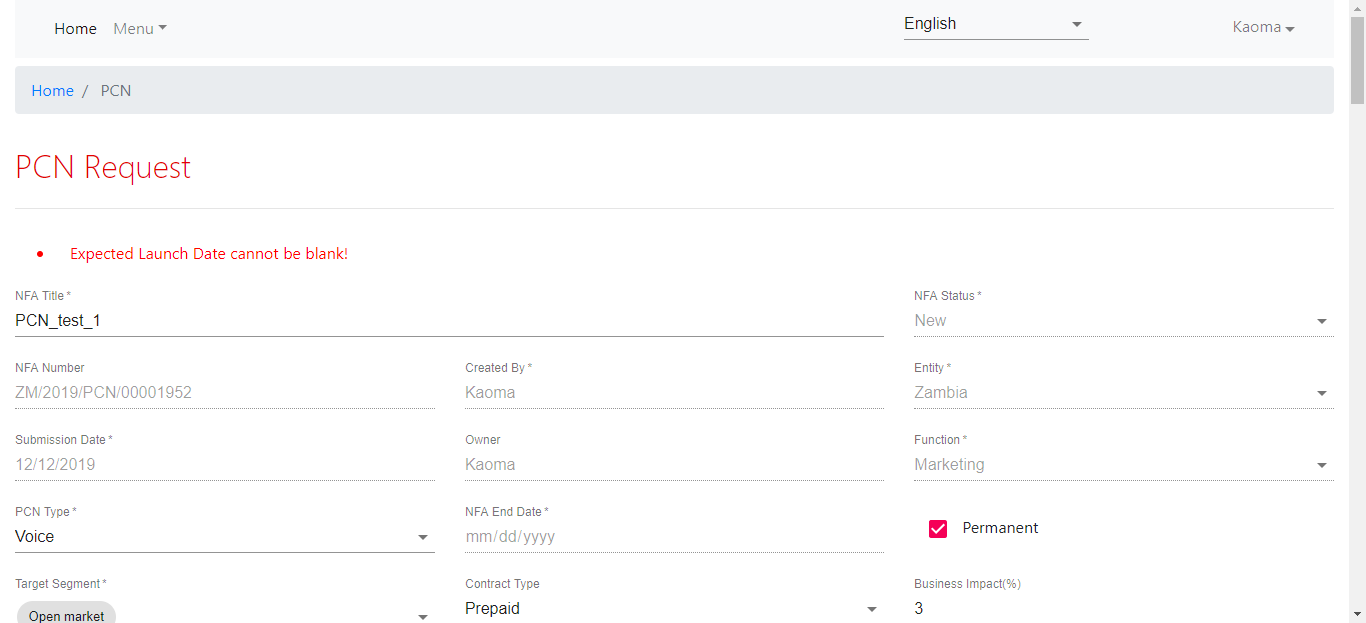 Home Menu English Kaoma
Home / PCN
PCN Request
Expected Launch Date cannot be blank!
NFA Title * NFA Status *
PCN_test_1 New
NFA Number Created By * Entity *
ZM/2019/PCN/00001952 Kaoma Zambia
Submission Date * Owner Function *
12/12/2019 Kaoma Marketing
PCN Type * NFA End Date * Permanent
Voice mm/dd/yyyy
Target Segment * Contract Type Business Impact(%)
Open market Prepaid 3